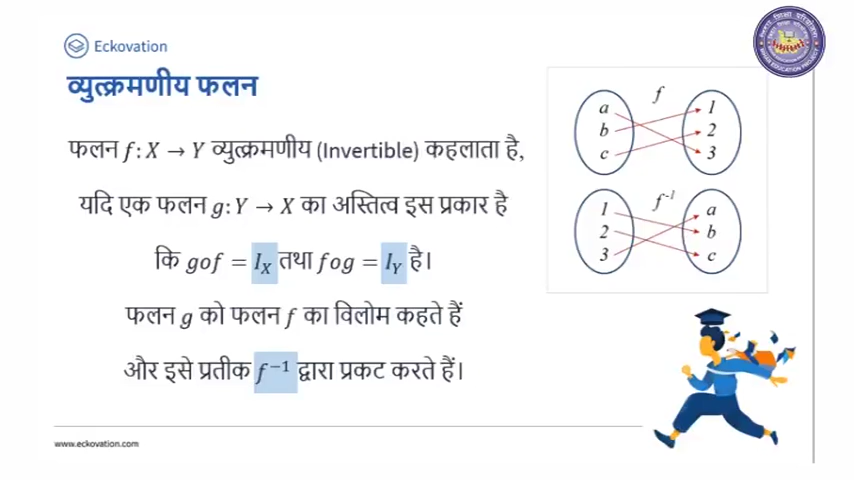 Eckovation
व्युत्क्रमणीय फलन
फलन f: X → Y व्युत्क्रमणीय (Invertible) कहलाता है,
यदि एक फलन g: Y → X का अस्तित्व इस प्रकार है
कि gof = I_X तथा fog = I_Y है।
फलन g को फलन f का विलोम कहते हैं
और इसे प्रतीक f⁻¹ द्वारा प्रकट करते हैं।
f
a 1
b 2
c 3
f⁻¹
1 a
2 b
3 c
www.eckovation.com